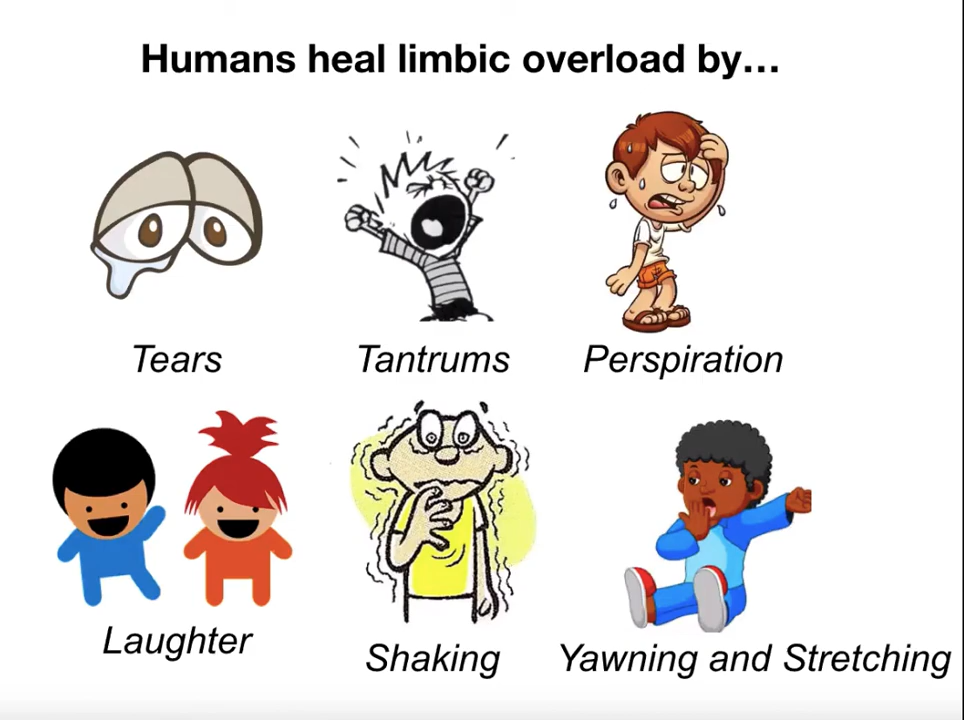 Humans heal limbic overload by…
Tears
Tantrums
Perspiration
Laughter
Shaking
Yawning and Stretching